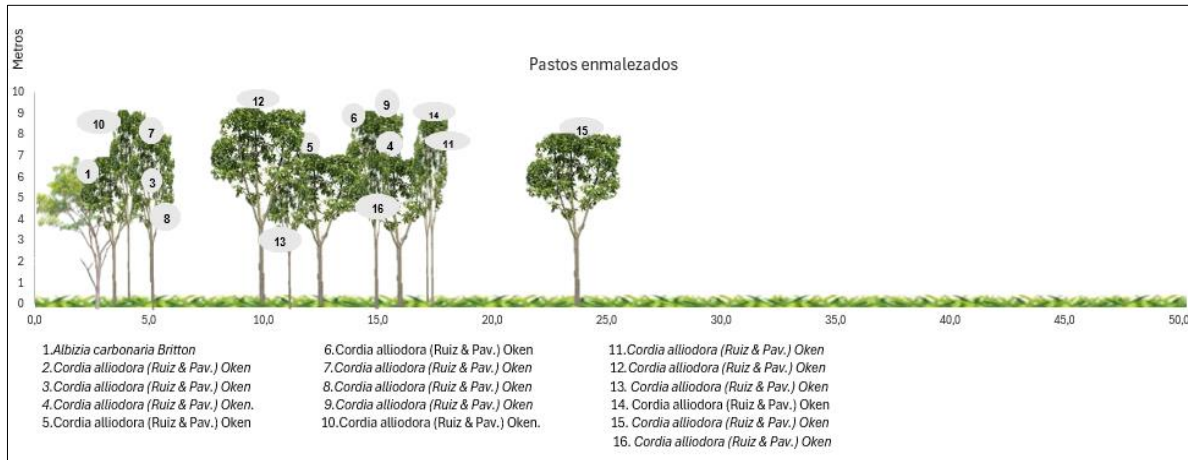 Pastos enmalezados
Metros
10
9
8
7
6
5
4
3
2
1
0
12
9
10
6
14
7
15
5
4
11
1
3
16
8
13
0,0 5,0 10,0 15,0 20,0 25,0 30,0 35,0 40,0 45,0 50,0
1.Albizia carbonaria Britton
2.Cordia alliodora (Ruiz & Pav.) Oken
3.Cordia alliodora (Ruiz & Pav.) Oken
4.Cordia alliodora (Ruiz & Pav.) Oken.
5.Cordia alliodora (Ruiz & Pav.) Oken
6.Cordia alliodora (Ruiz & Pav.) Oken
7.Cordia alliodora (Ruiz & Pav.) Oken
8.Cordia alliodora (Ruiz & Pav.) Oken
9.Cordia alliodora (Ruiz & Pav.) Oken
10.Cordia alliodora (Ruiz & Pav.) Oken.
11.Cordia alliodora (Ruiz & Pav.) Oken
12.Cordia alliodora (Ruiz & Pav.) Oken
13. Cordia alliodora (Ruiz & Pav.) Oken
14. Cordia alliodora (Ruiz & Pav.) Oken
15. Cordia alliodora (Ruiz & Pav.) Oken
16. Cordia alliodora (Ruiz & Pav.) Oken